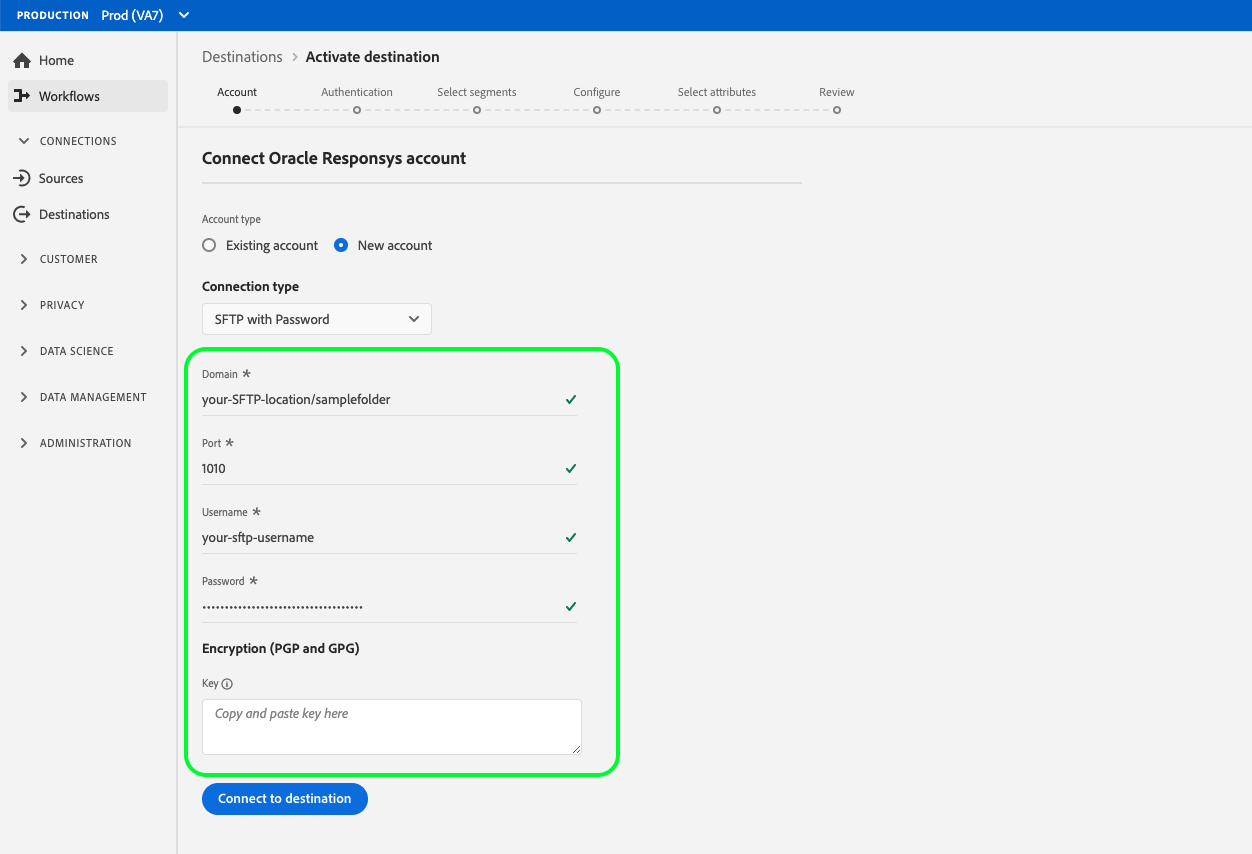 PRODUCTION Prod (VA7)
Home
Workflows
CONNECTIONS
Sources
Destinations
CUSTOMER
PRIVACY
DATA SCIENCE
DATA MANAGEMENT
ADMINISTRATION
Destinations > Activate destination
Account Authentication Select segments Configure Select attributes Review
Connect Oracle Responsys account
Account type
Existing account New account
Connection type
SFTP with Password
Domain *
your-SFTP-location/samplefolder
Port *
1010
Username *
your-sftp-username
Password *
Encryption (PGP and GPG)
Key
Copy and paste key here
Connect to destination